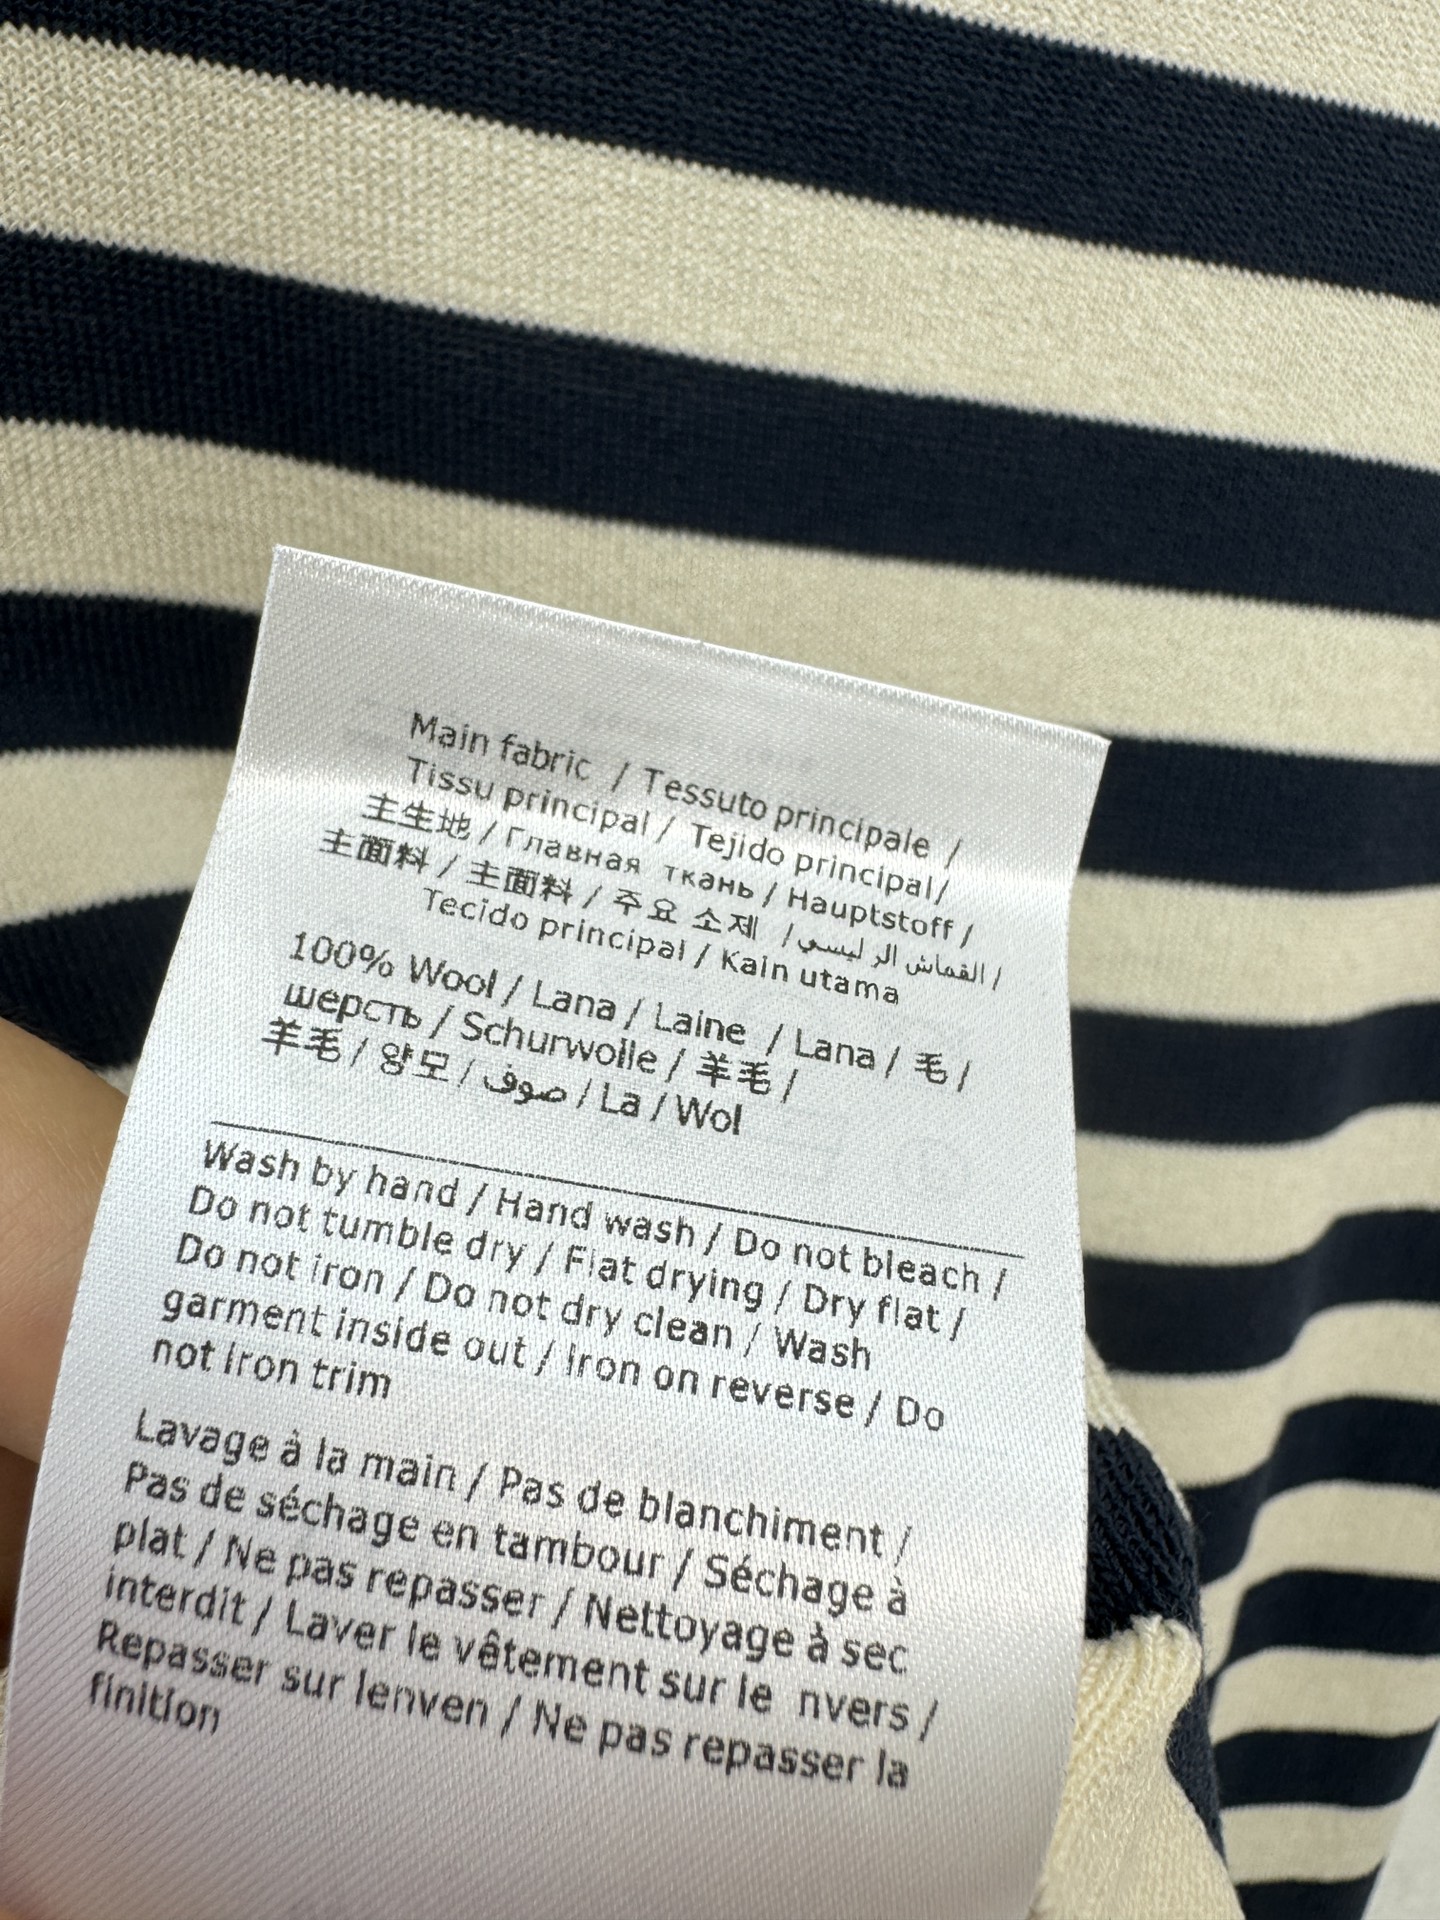 Main fabric / Tessuto principale /
Tissu principal / Tejido principal/
主生地 / Главная ткань / Hauptstoff /
主面料 / 主面料 / 주요 소제 / القماش الر ليسي /
Tecido principal / Kain utama
100% Wool / Lana / Laine / Lana / 毛 /
шерсть / Schurwolle / 羊毛 /
羊毛 / 양모 / صوف / La / Wol
Wash by hand / Hand wash / Do not bleach /
Do not tumble dry / Flat drying / Dry flat /
Do not iron / Do not dry clean / Wash
garment inside out / Iron on reverse / Do
not iron trim
Lavage à la main / Pas de blanchiment /
Pas de séchage en tambour / Séchage à
plat / Ne pas repasser / Nettoyage à sec
interdit / Laver le vêtement sur le nvers /
Repasser sur lenven / Ne pas repasser la
finition